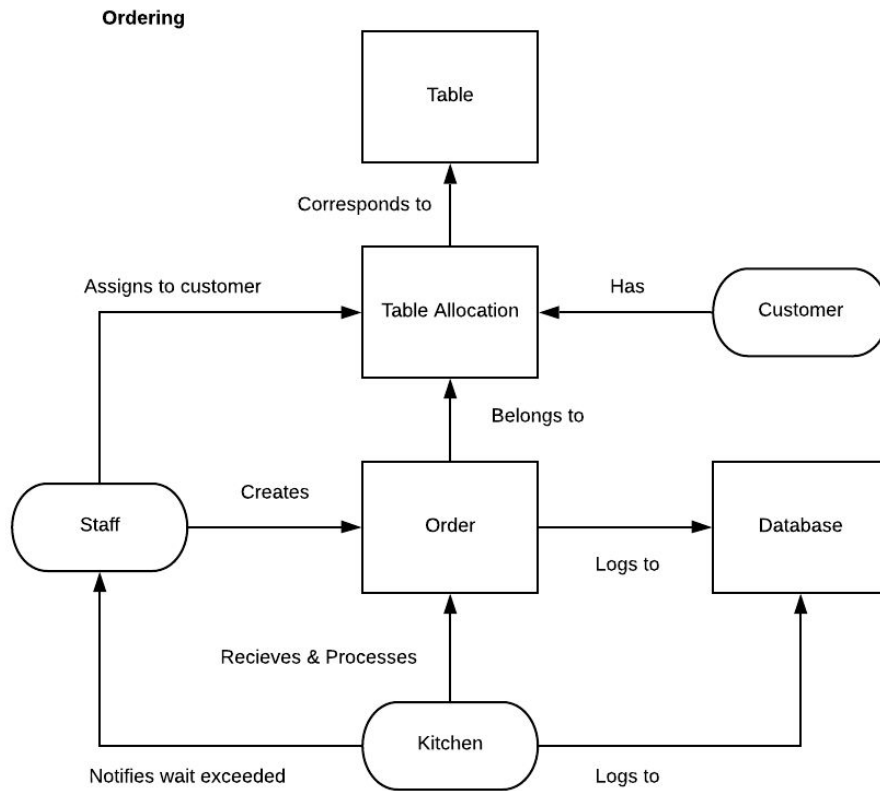 Ordering
Table
Corresponds to
Assigns to customer
Table Allocation
Has
Customer
Belongs to
Staff
Creates
Order
Logs to
Database
Recieves & Processes
Kitchen
Notifies wait exceeded
Logs to